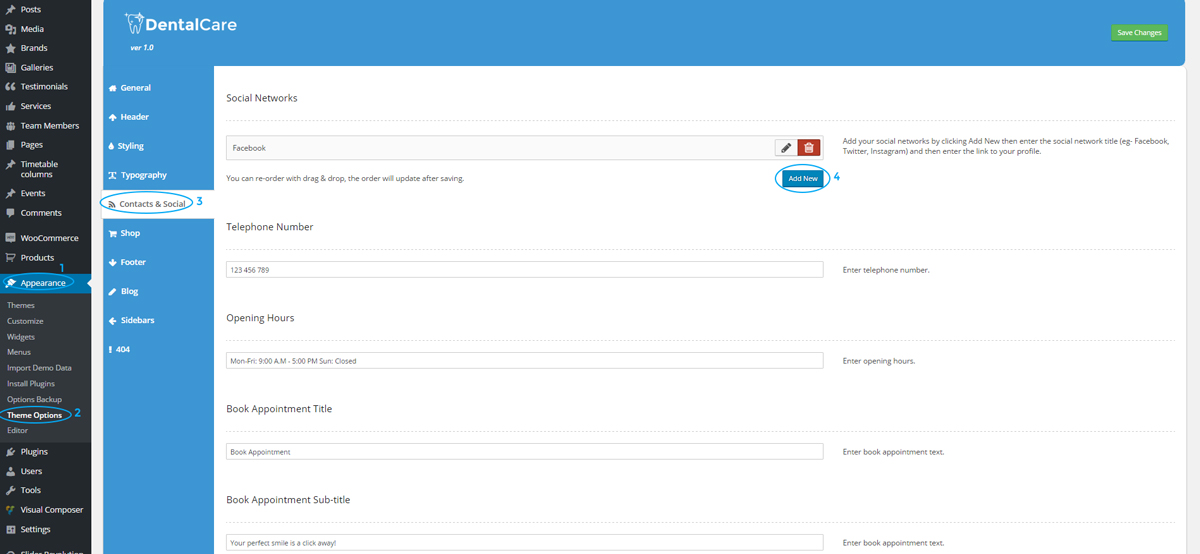 Posts
Media
Brands
Galleries
Testimonials
Services
Team Members
Pages
Timetable
columns
Events
Comments
WooCommerce
Products
1
Appearance
Themes
Customize
Widgets
Menus
Import Demo Data
Install Plugins
Options Backup
Theme Options 2
Editor
Plugins
Users
Tools
Visual Composer
Settings
Slider Revolution
DentalCare
ver 1.0
Save Changes
General
Header
Styling
Typography
Contacts & Social 3
Shop
Footer
Blog
Sidebars
404
Social Networks
Facebook
Add your social networks by clicking Add New then enter the social network title (eg- Facebook,
Twitter, Instagram) and then enter the link to your profile.
You can re-order with drag & drop, the order will update after saving.
Add New 4
Telephone Number
123 456 789
Enter telephone number.
Opening Hours
Mon-Fri: 9:00 A.M - 5:00 PM Sun: Closed
Enter opening hours.
Book Appointment Title
Book Appointment
Enter book appointment text.
Book Appointment Sub-title
Your perfect smile is a click away!
Enter book appointment text.